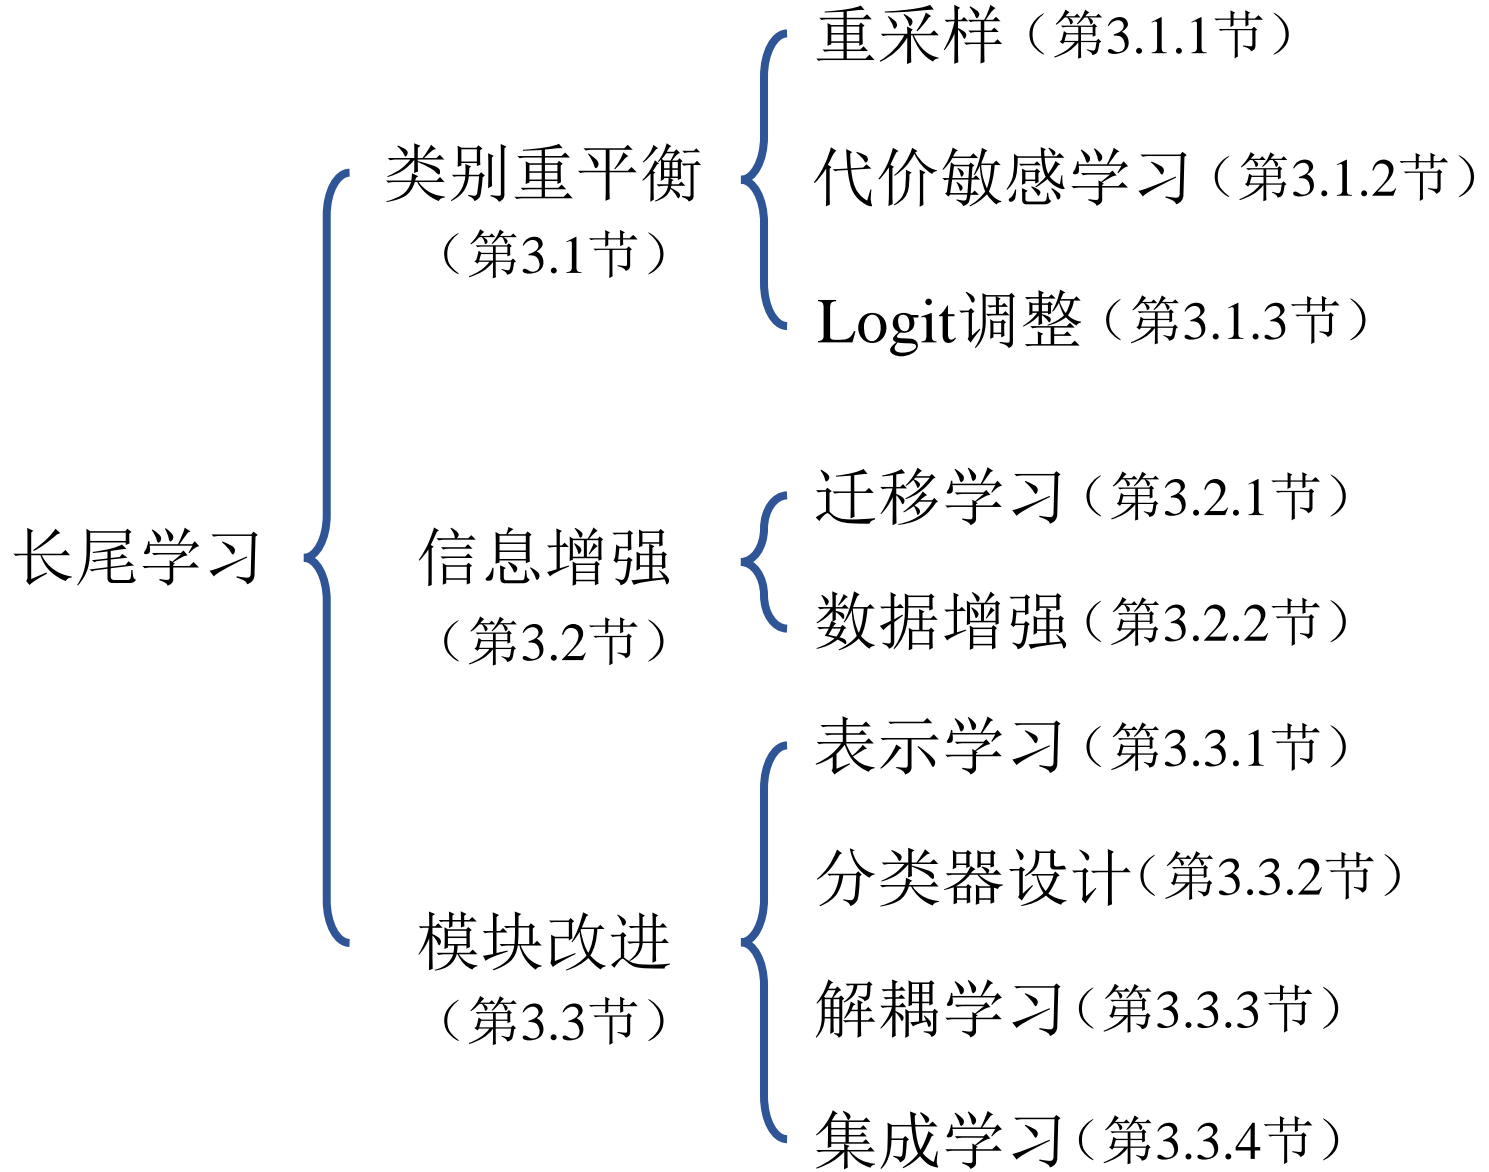 长尾学习
类别重平衡
（第3.1节）
重采样（第3.1.1节）
代价敏感学习（第3.1.2节）
Logit调整（第3.1.3节）
信息增强
（第3.2节）
迁移学习（第3.2.1节）
数据增强（第3.2.2节）
模块改进
（第3.3节）
表示学习（第3.3.1节）
分类器设计（第3.3.2节）
解耦学习（第3.3.3节）
集成学习（第3.3.4节）